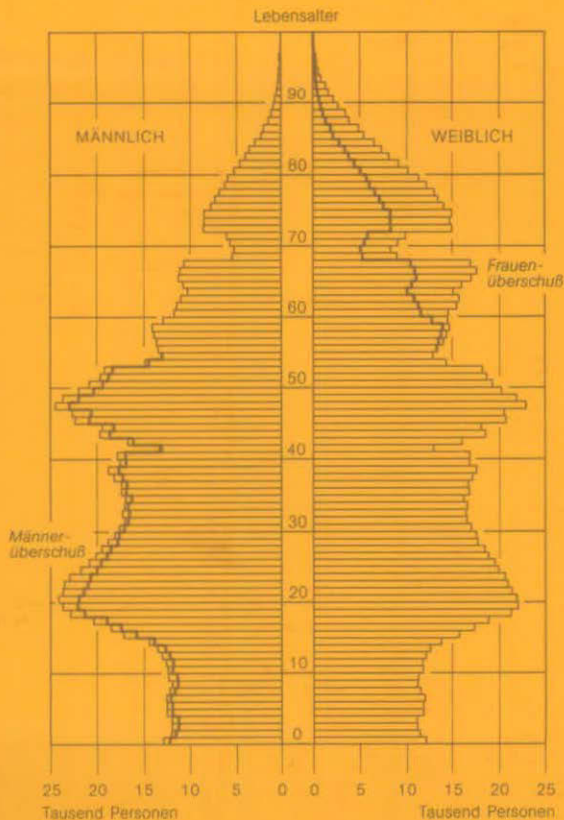 Lebensalter
MÄNNLICH
WEIBLICH
90
80
70
60
50
40
30
20
10
0
Frauen-
überschuß
Männer-
überschuß
25 20 15 10 5 0 0 5 10 15 20 25
Tausend Personen Tausend Personen